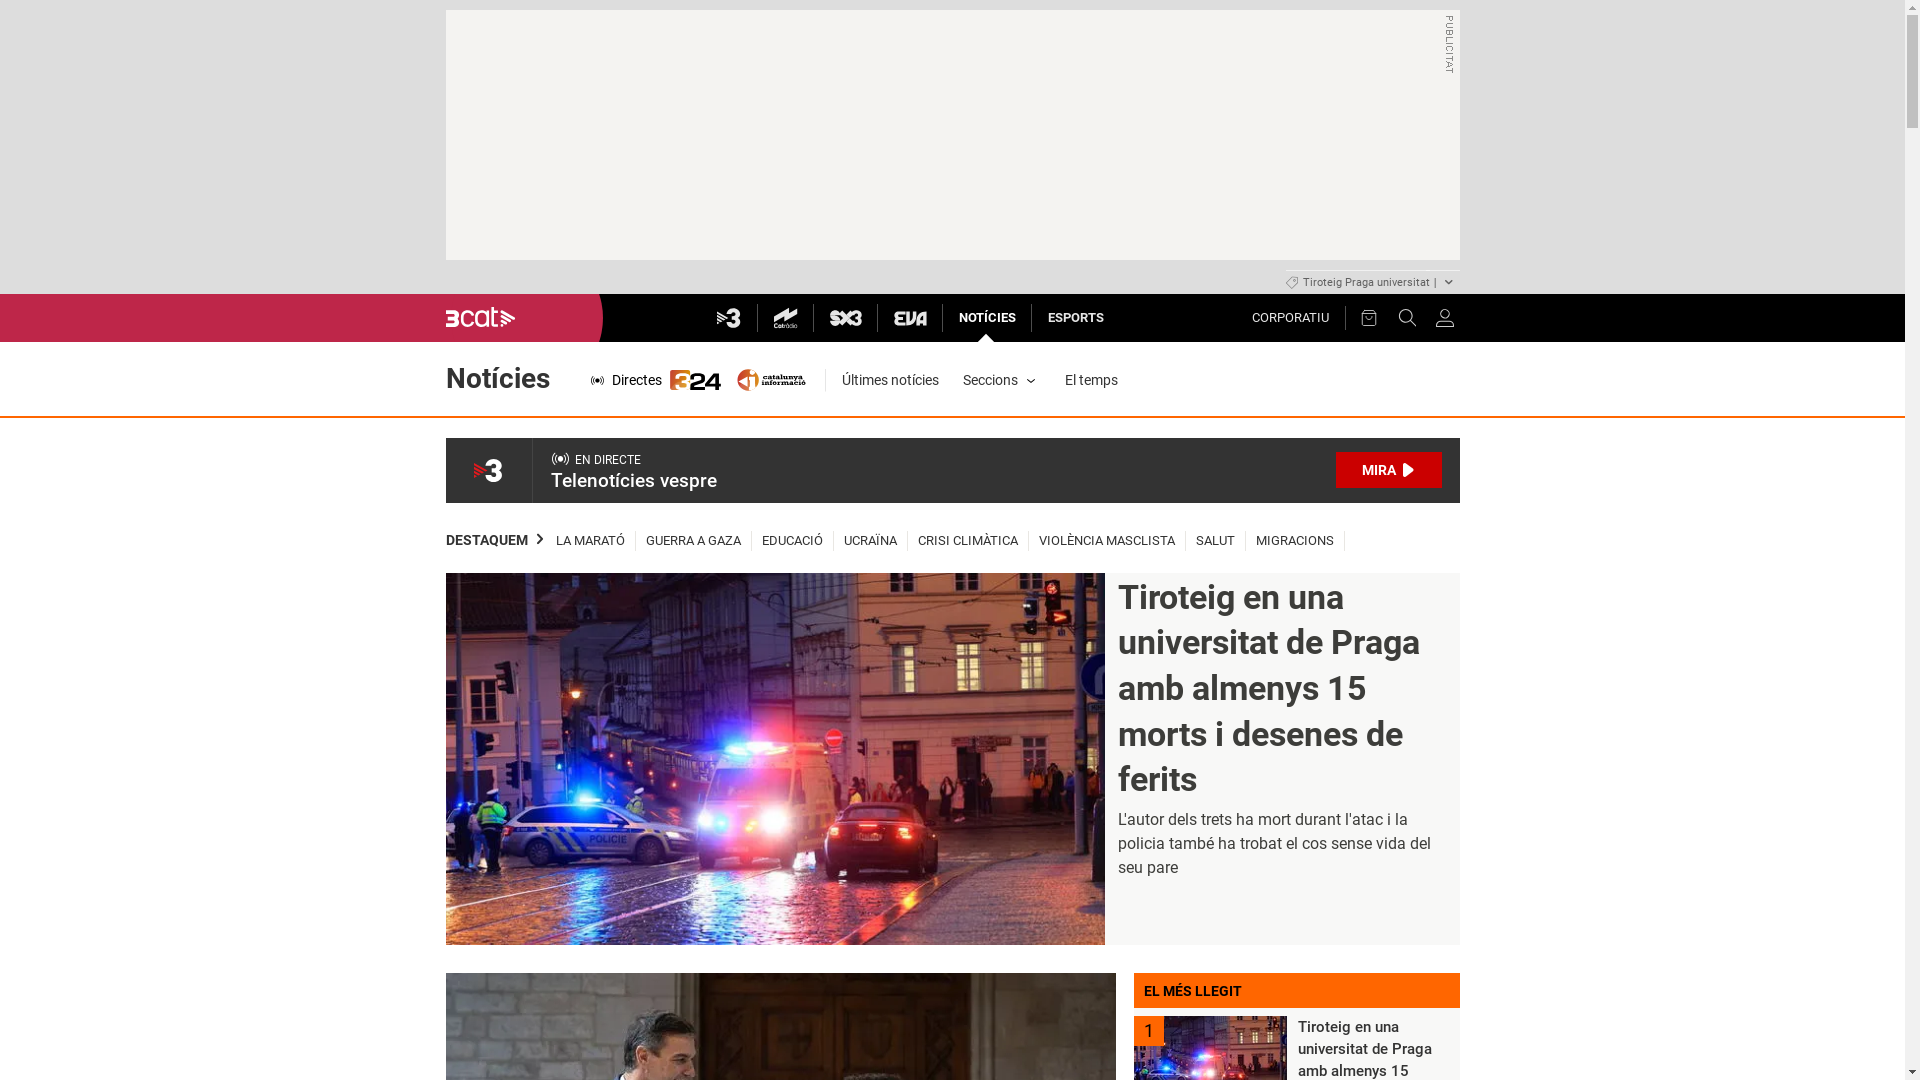 PUBLICITAT
Tiroteig Praga universitat |
3cat
3
Catràdio
SX3
EVA
NOTÍCIES
ESPORTS
CORPORATIU
Notícies
Directes
324
catalunya
informació
Últimes notícies
Seccions
El temps
3
EN DIRECTE
Telenotícies vespre
MIRA
DESTAQUEM
LA MARATÓ
GUERRA A GAZA
EDUCACIÓ
UCRAÏNA
CRISI CLIMÀTICA
VIOLÈNCIA MASCLISTA
SALUT
MIGRACIONS
POLICIE
Tiroteig en una
universitat de Praga
amb almenys 15
morts i desenes de
ferits
L'autor dels trets ha mort durant l'atac i la
policia també ha trobat el cos sense vida del
seu pare
EL MÉS LLEGIT
1
Tiroteig en una
universitat de Praga
amb almenys 15